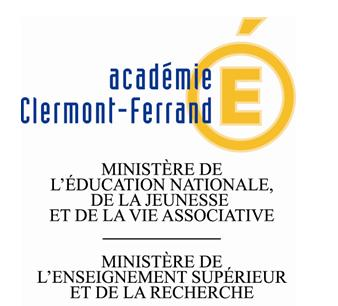 académie
Clermont-Ferrand É
MINISTÈRE DE
L'ÉDUCATION NATIONALE,
DE LA JEUNESSE
ET DE LA VIE ASSOCIATIVE
MINISTÈRE DE
L'ENSEIGNEMENT SUPÉRIEUR
ET DE LA RECHERCHE